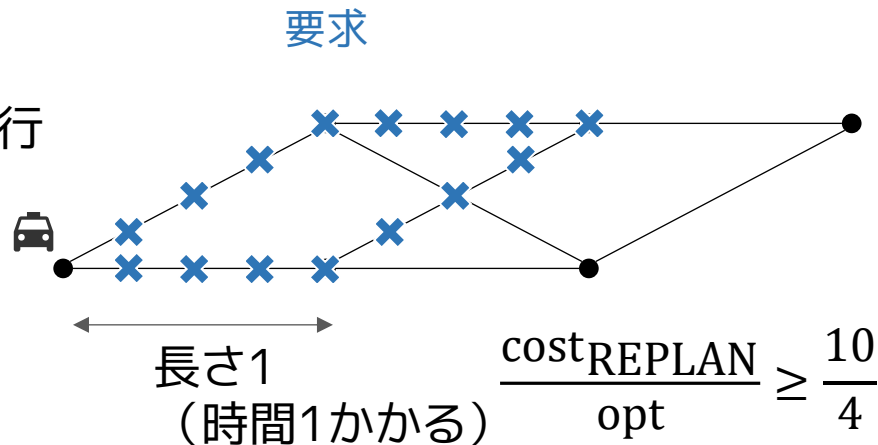 要求
行
長さ1
（時間1かかる）
cost_REPLAN / opt ≥ 10 / 4